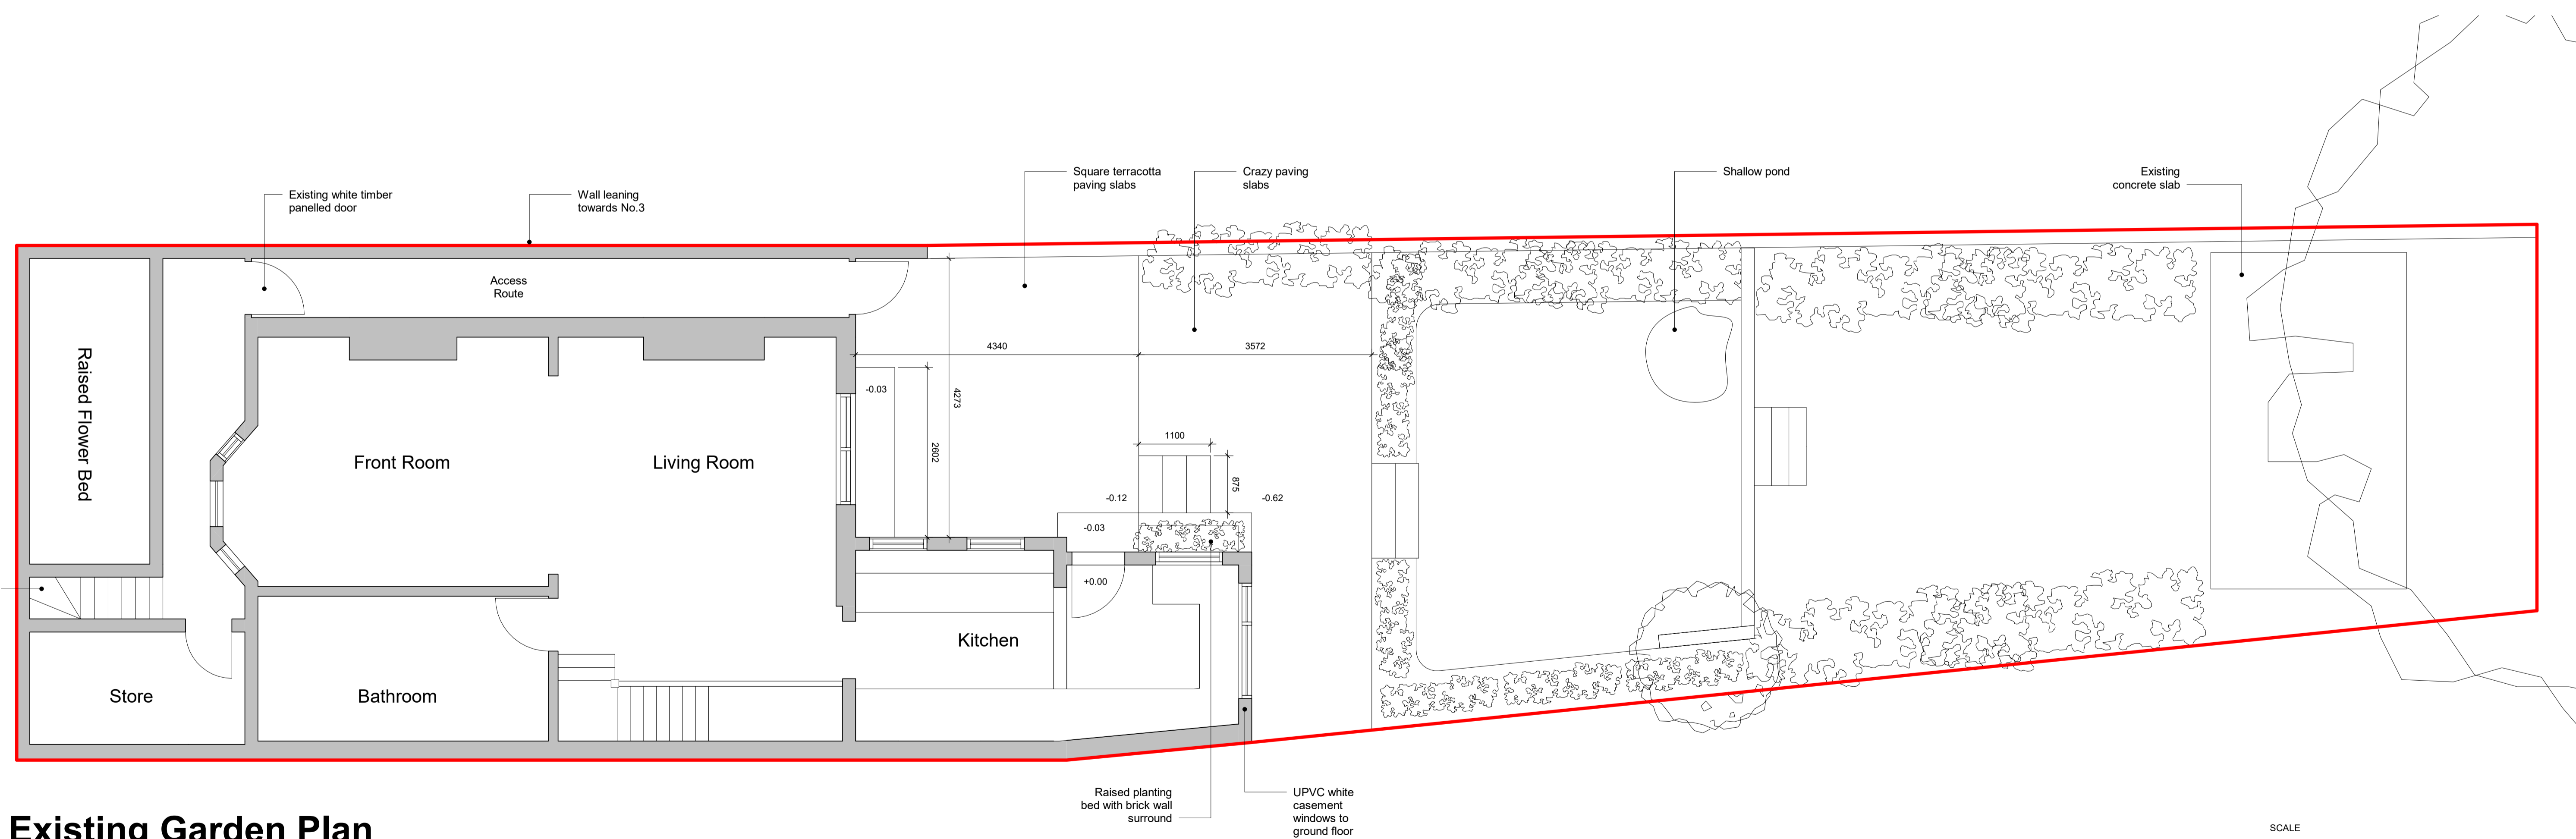 Square terracotta
paving slabs
Crazy paving
slabs
Shallow pond
Existing
concrete slab
Existing white timber
panelled door
Wall leaning
towards No.3
Access
Route
Raised Flower Bed
4340
3572
-0.03
4273
2602
1100
875
Front Room
Living Room
-0.12
-0.62
-0.03
+0.00
Kitchen
Store
Bathroom
Raised planting
bed with brick wall
surround
UPVC white
casement
windows to
ground floor
Existing Garden Plan
SCALE